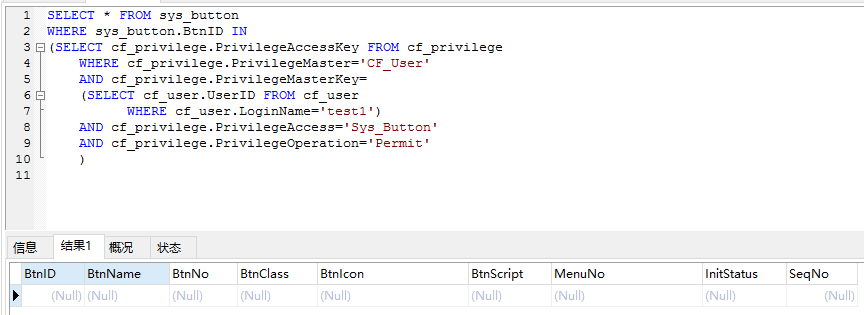 1 SELECT * FROM sys_button
2 WHERE sys_button.BtnID IN
3 (SELECT cf_privilege.PrivilegeAccessKey FROM cf_privilege
4 WHERE cf_privilege.PrivilegeMaster='CF_User'
5 AND cf_privilege.PrivilegeMasterKey=
6 (SELECT cf_user.UserID FROM cf_user
7 WHERE cf_user.LoginName='test1')
8 AND cf_privilege.PrivilegeAccess='Sys_Button'
9 AND cf_privilege.PrivilegeOperation='Permit'
10 )
11
信息 结果1 概况 状态
BtnID BtnName BtnNo BtnClass BtnIcon BtnScript MenuNo InitStatus SeqNo
(Null) (Null) (Null) (Null) (Null) (Null) (Null) (Null) (Null)